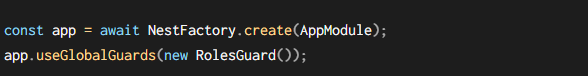 const app = await NestFactory.create(AppModule);
app.useGlobalGuards(new RolesGuard());